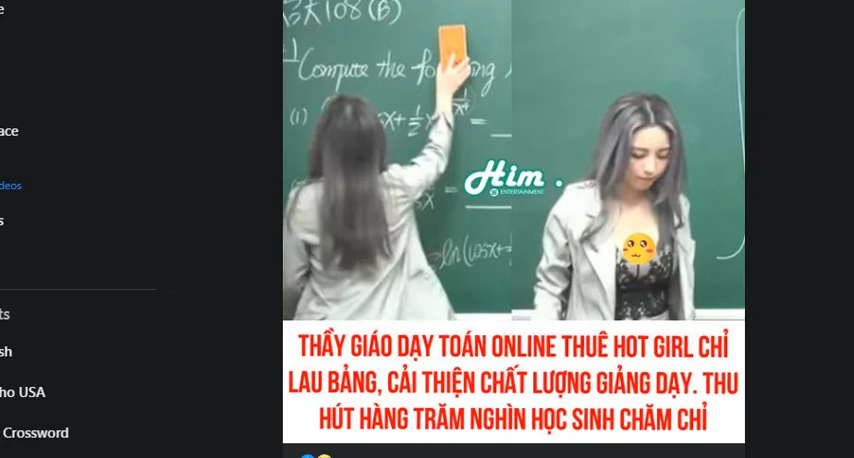 ace
deos
s
ts
sh
ho USA
Crossword
108 (B)
Compute the
(1)
Him.
ENTERTAINMENT
THẦY GIÁO DẠY TOÁN ONLINE THUÊ HOT GIRL CHỈ
LAU BẢNG, CẢI THIỆN CHẤT LƯỢNG GIẢNG DẠY. THU
HÚT HÀNG TRĂM NGHÌN HỌC SINH CHĂM CHỈ